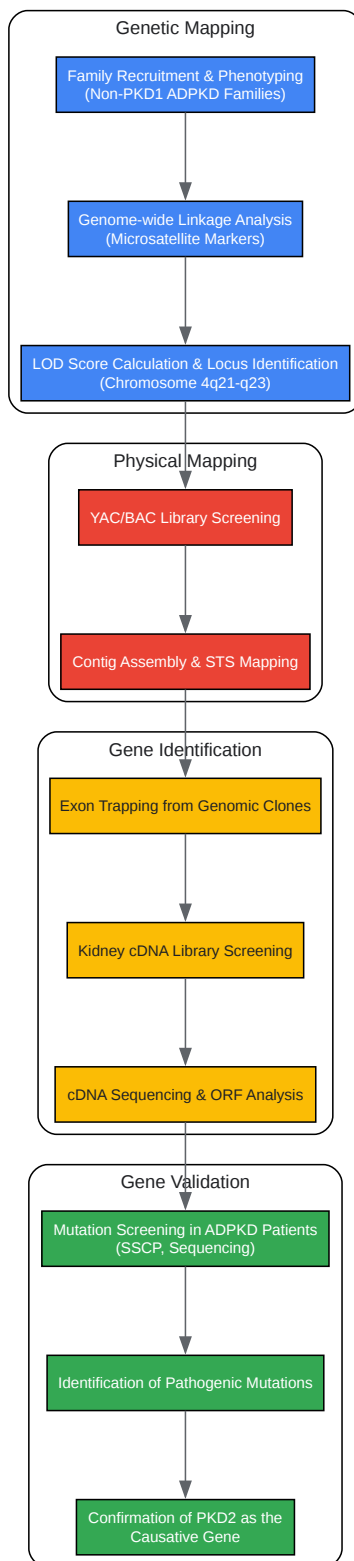 Genetic Mapping
Family Recruitment & Phenotyping
(Non-PKD1 ADPKD Families)
Genome-wide Linkage Analysis
(Microsatellite Markers)
LOD Score Calculation & Locus Identification
(Chromosome 4q21-q23)
Physical Mapping
YAC/BAC Library Screening
Contig Assembly & STS Mapping
Gene Identification
Exon Trapping from Genomic Clones
Kidney cDNA Library Screening
cDNA Sequencing & ORF Analysis
Gene Validation
Mutation Screening in ADPKD Patients
(SSCP, Sequencing)
Identification of Pathogenic Mutations
Confirmation of PKD2 as the
Causative Gene